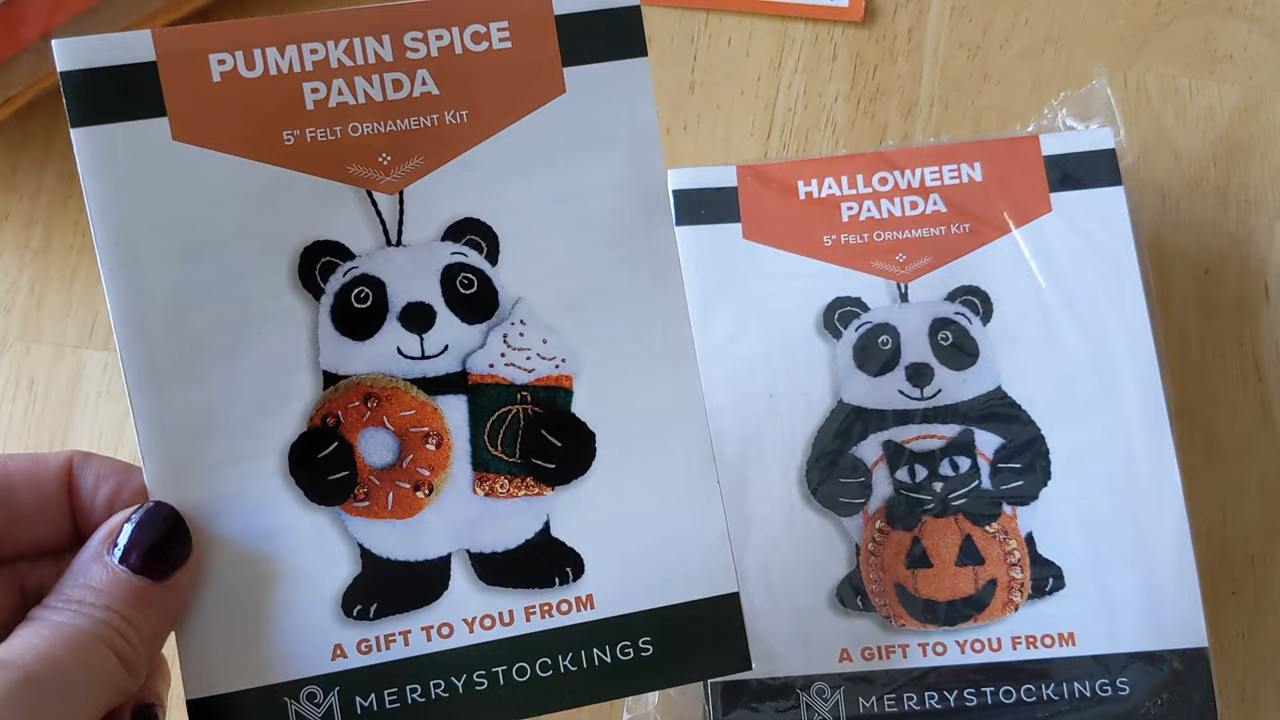 PUMPKIN SPICE
PANDA
5" FELT ORNAMENT KIT
A GIFT TO YOU FROM
MERRYSTOCKINGS
HALLOWEEN
PANDA
5" FELT ORNAMENT KIT
A GIFT TO YOU FROM
MERRYSTOCKINGS